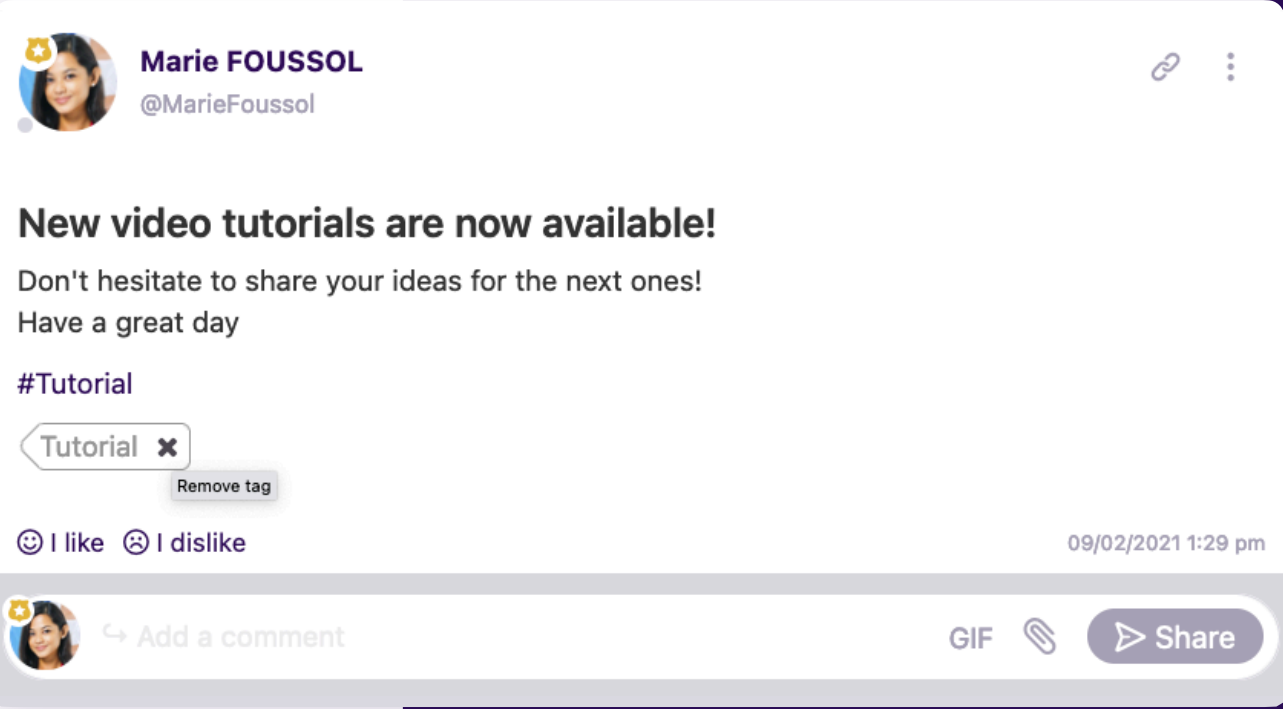 Marie FOUSSOL
@MarieFoussol
New video tutorials are now available!
Don't hesitate to share your ideas for the next ones!
Have a great day
#Tutorial
Tutorial
Remove tag
I like I dislike 09/02/2021 1:29 pm
Add a comment GIF Share